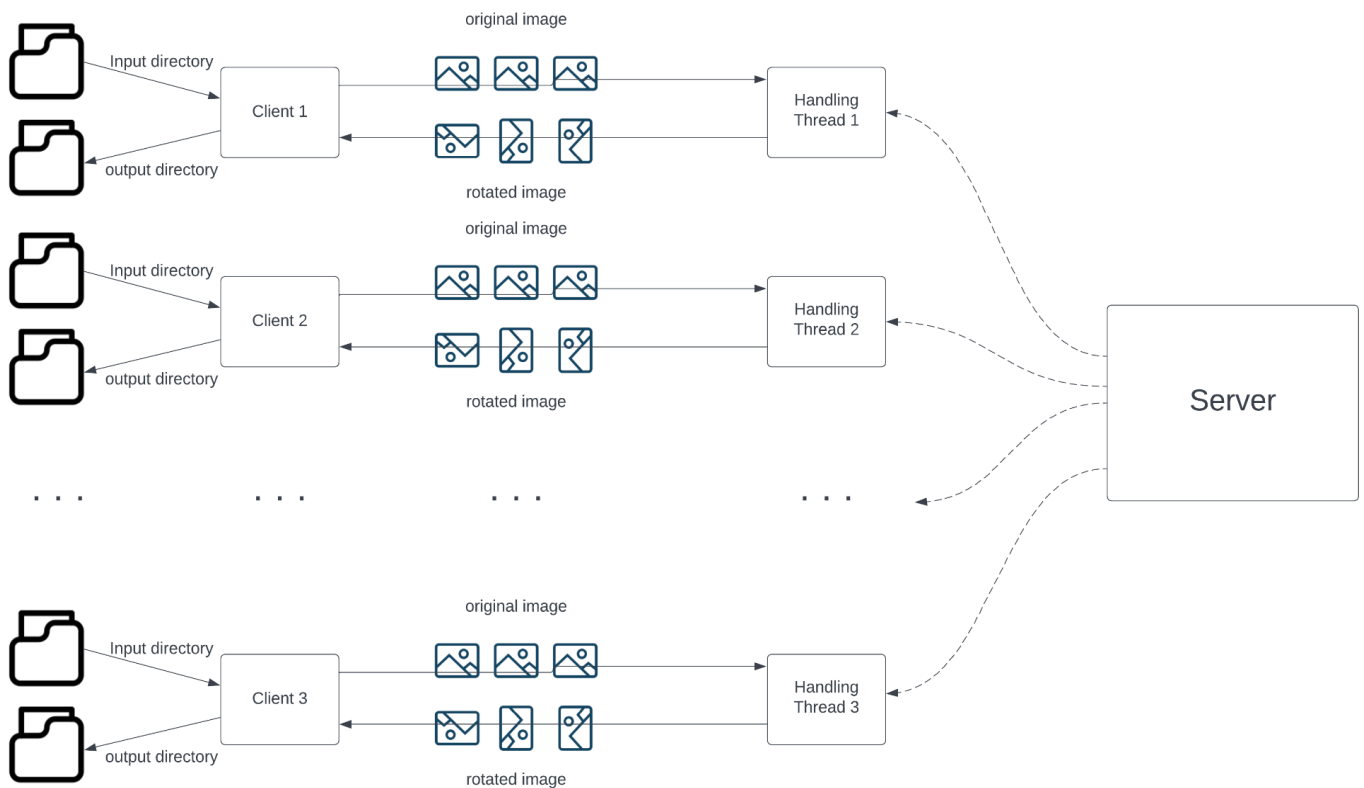 original image
Input directory
Client 1
Handling
Thread 1
output directory
rotated image
original image
Input directory
Client 2
Handling
Thread 2
output directory
rotated image
Server
. . .
. . .
. . .
. . .
original image
Input directory
Client 3
Handling
Thread 3
output directory
rotated image